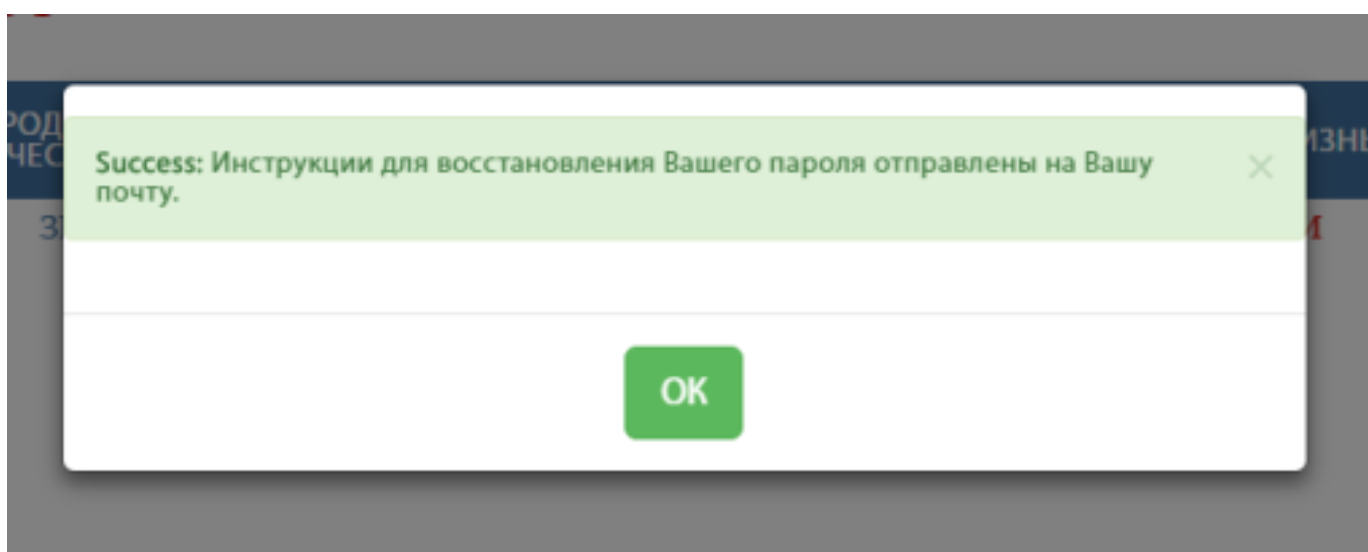 Success: Инструкции для восстановления Вашего пароля отправлены на Вашу
почту.
OK